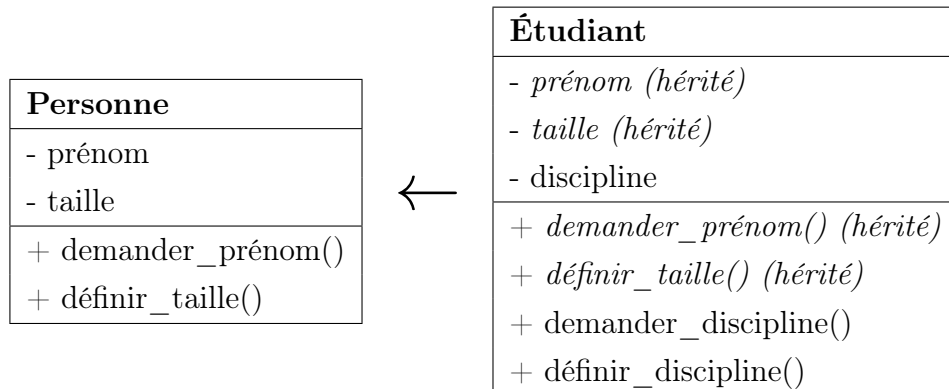 Personne
- prénom
- taille
+ demander_prénom()
+ définir_taille()
Étudiant
- prénom (hérité)
- taille (hérité)
- discipline
+ demander_prénom() (hérité)
+ définir_taille() (hérité)
+ demander_discipline()
+ définir_discipline()